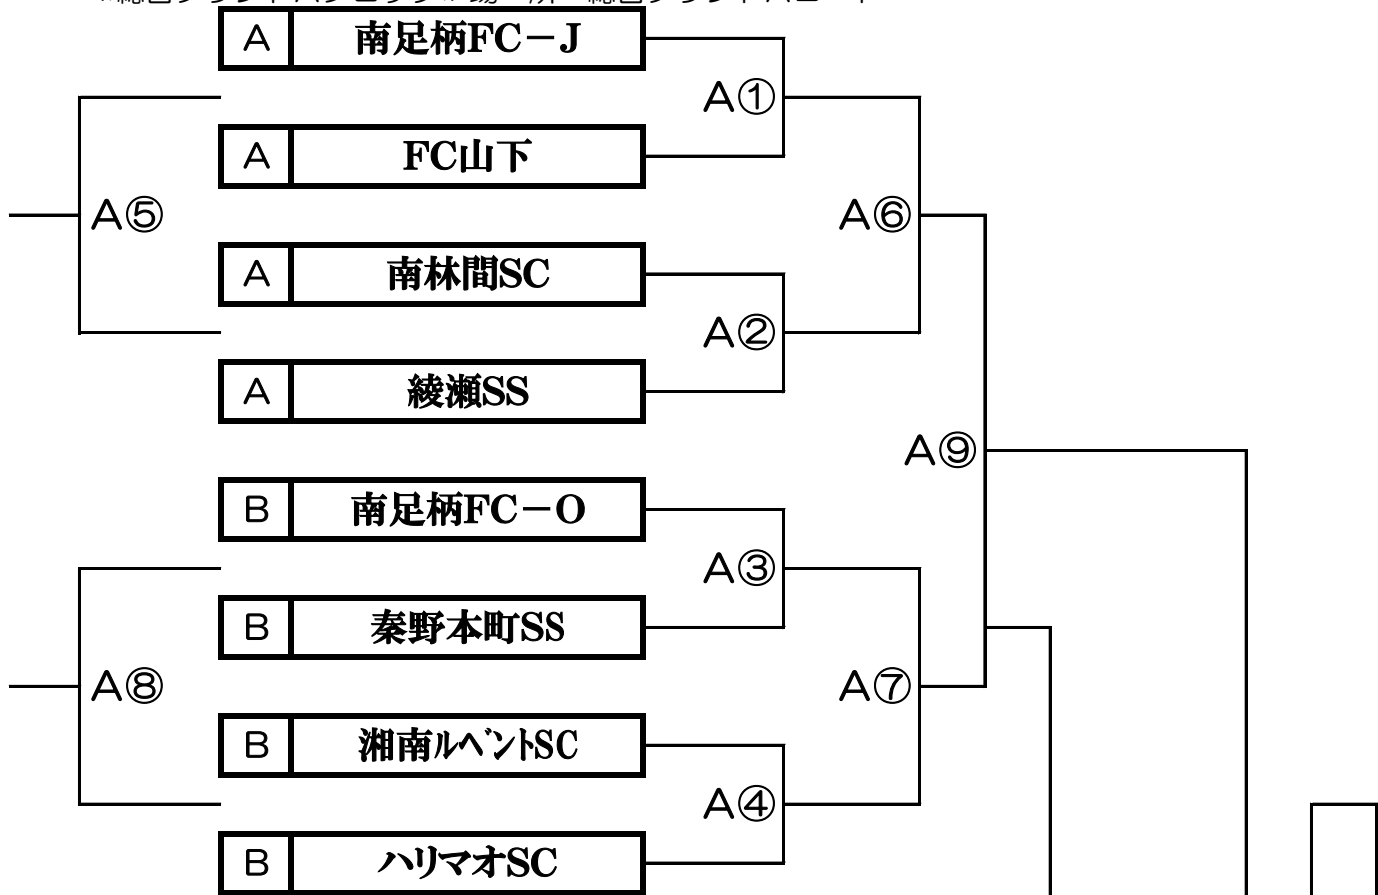 A 南足柄FC－J
A①
A FC山下
A⑤
A⑥
A 南林間SC
A②
A 綾瀬SS
A⑨
B 南足柄FC－O
A③
B 秦野本町SS
A⑧
A⑦
B 湘南ﾙﾍﾞﾝﾄSC
A④
B ハリマオSC